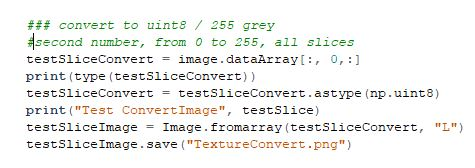 ### convert to uint8 / 255 grey
#second number, from 0 to 255, all slices
testSliceConvert = image.dataArray[:, 0,:]
print(type(testSliceConvert))
testSliceConvert = testSliceConvert.astype(np.uint8)
print("Test ConvertImage", testSlice)
testSliceImage = Image.fromarray(testSliceConvert, "L")
testSliceImage.save("TextureConvert.png")